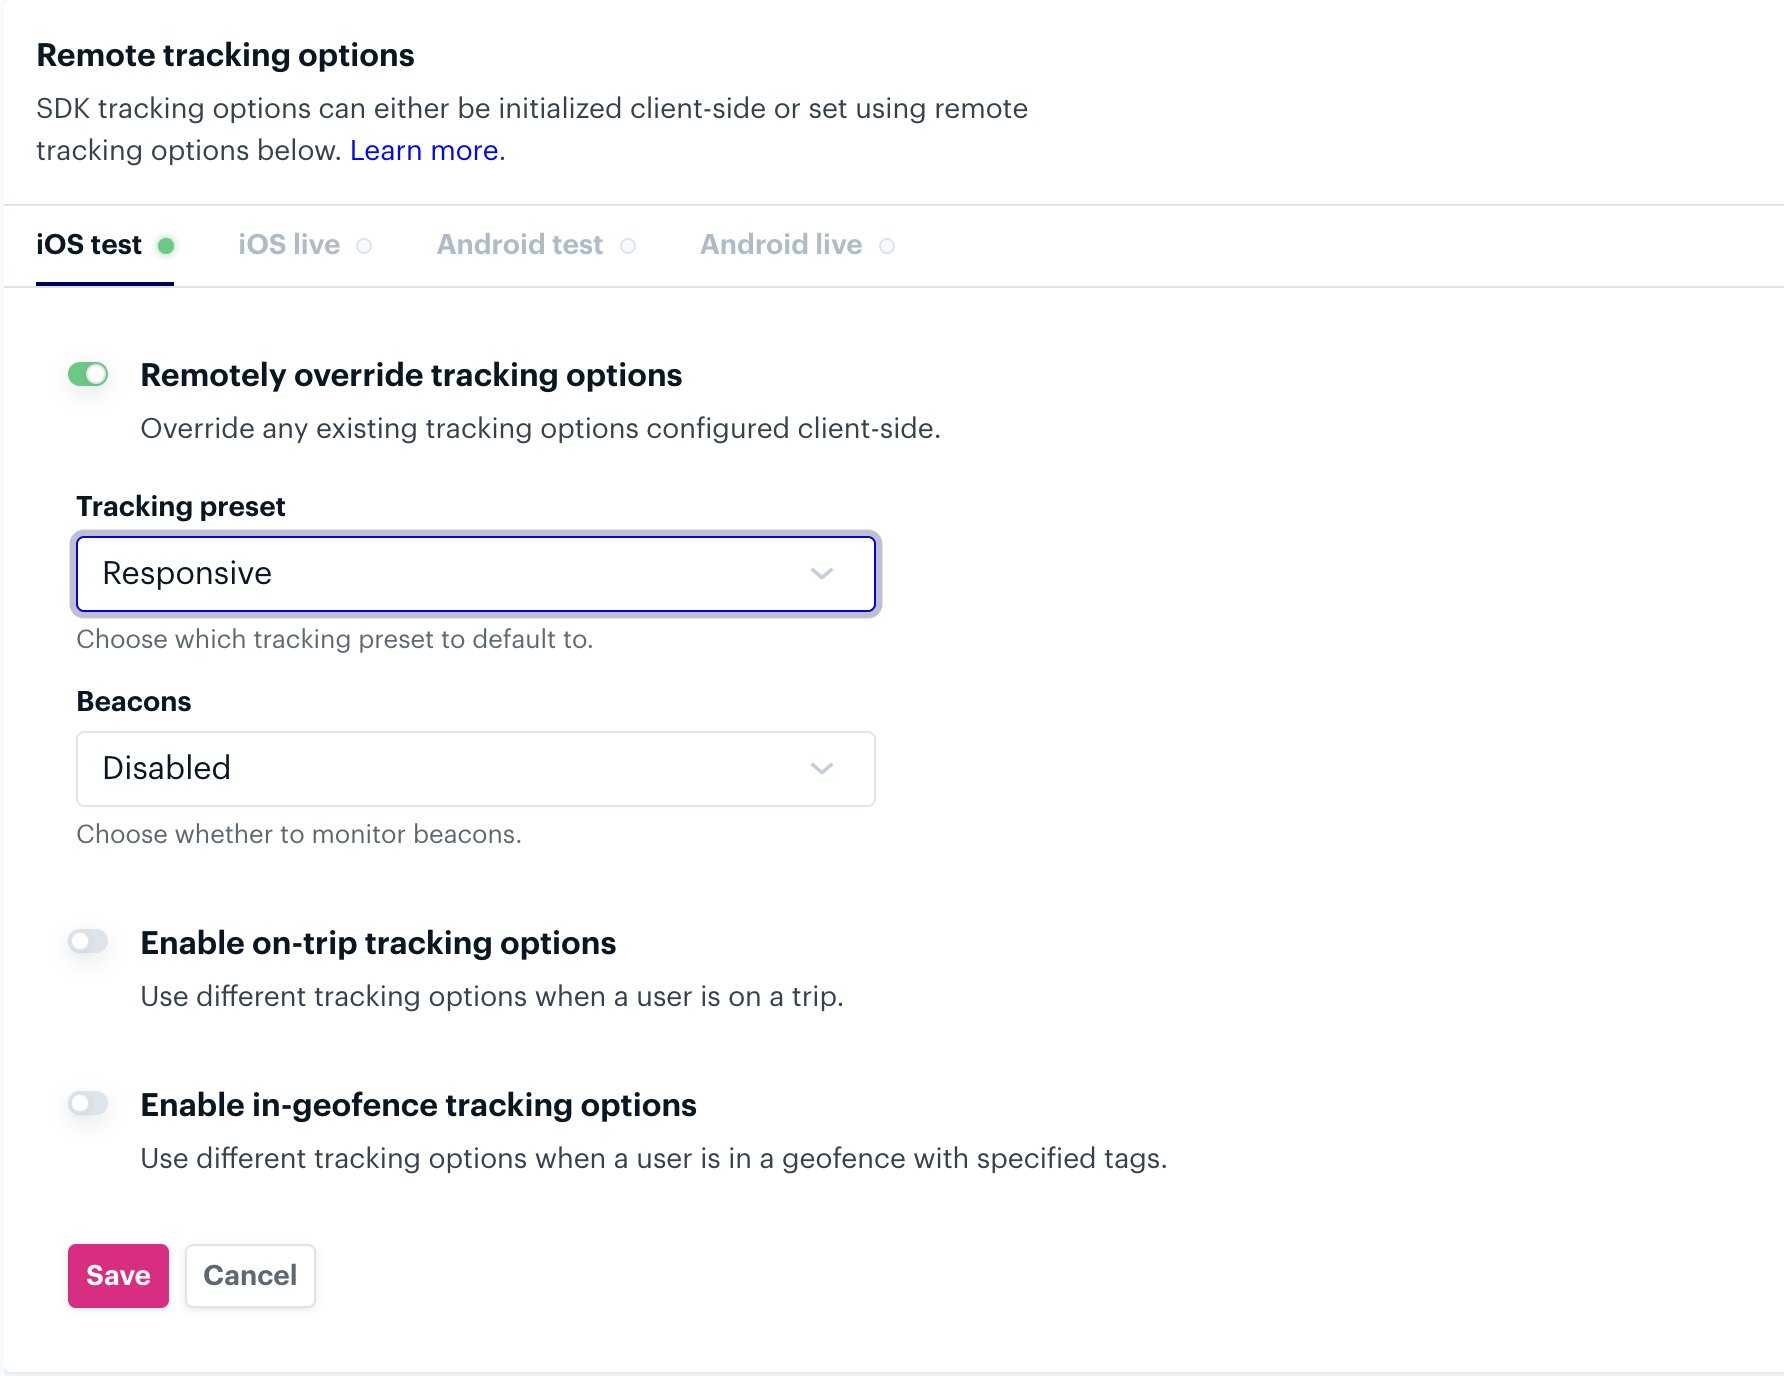 Remote tracking options
SDK tracking options can either be initialized client-side or set using remote
tracking options below. Learn more.
iOS test
iOS live
Android test
Android live
Remotely override tracking options
Override any existing tracking options configured client-side.
Tracking preset
Responsive
Choose which tracking preset to default to.
Beacons
Disabled
Choose whether to monitor beacons.
Enable on-trip tracking options
Use different tracking options when a user is on a trip.
Enable in-geofence tracking options
Use different tracking options when a user is in a geofence with specified tags.
Save
Cancel